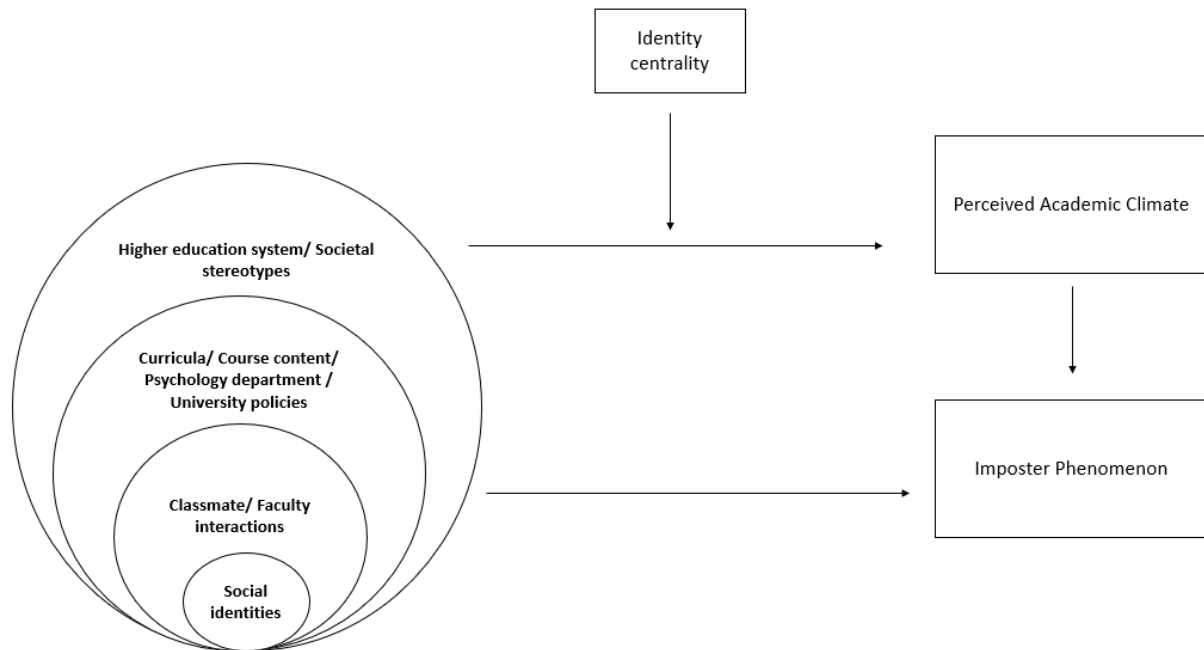 Identity
centrality
Perceived Academic Climate
Higher education system/ Societal
stereotypes
Curricula/ Course content/
Psychology department /
University policies
Imposter Phenomenon
Classmate/ Faculty
interactions
Social
identities